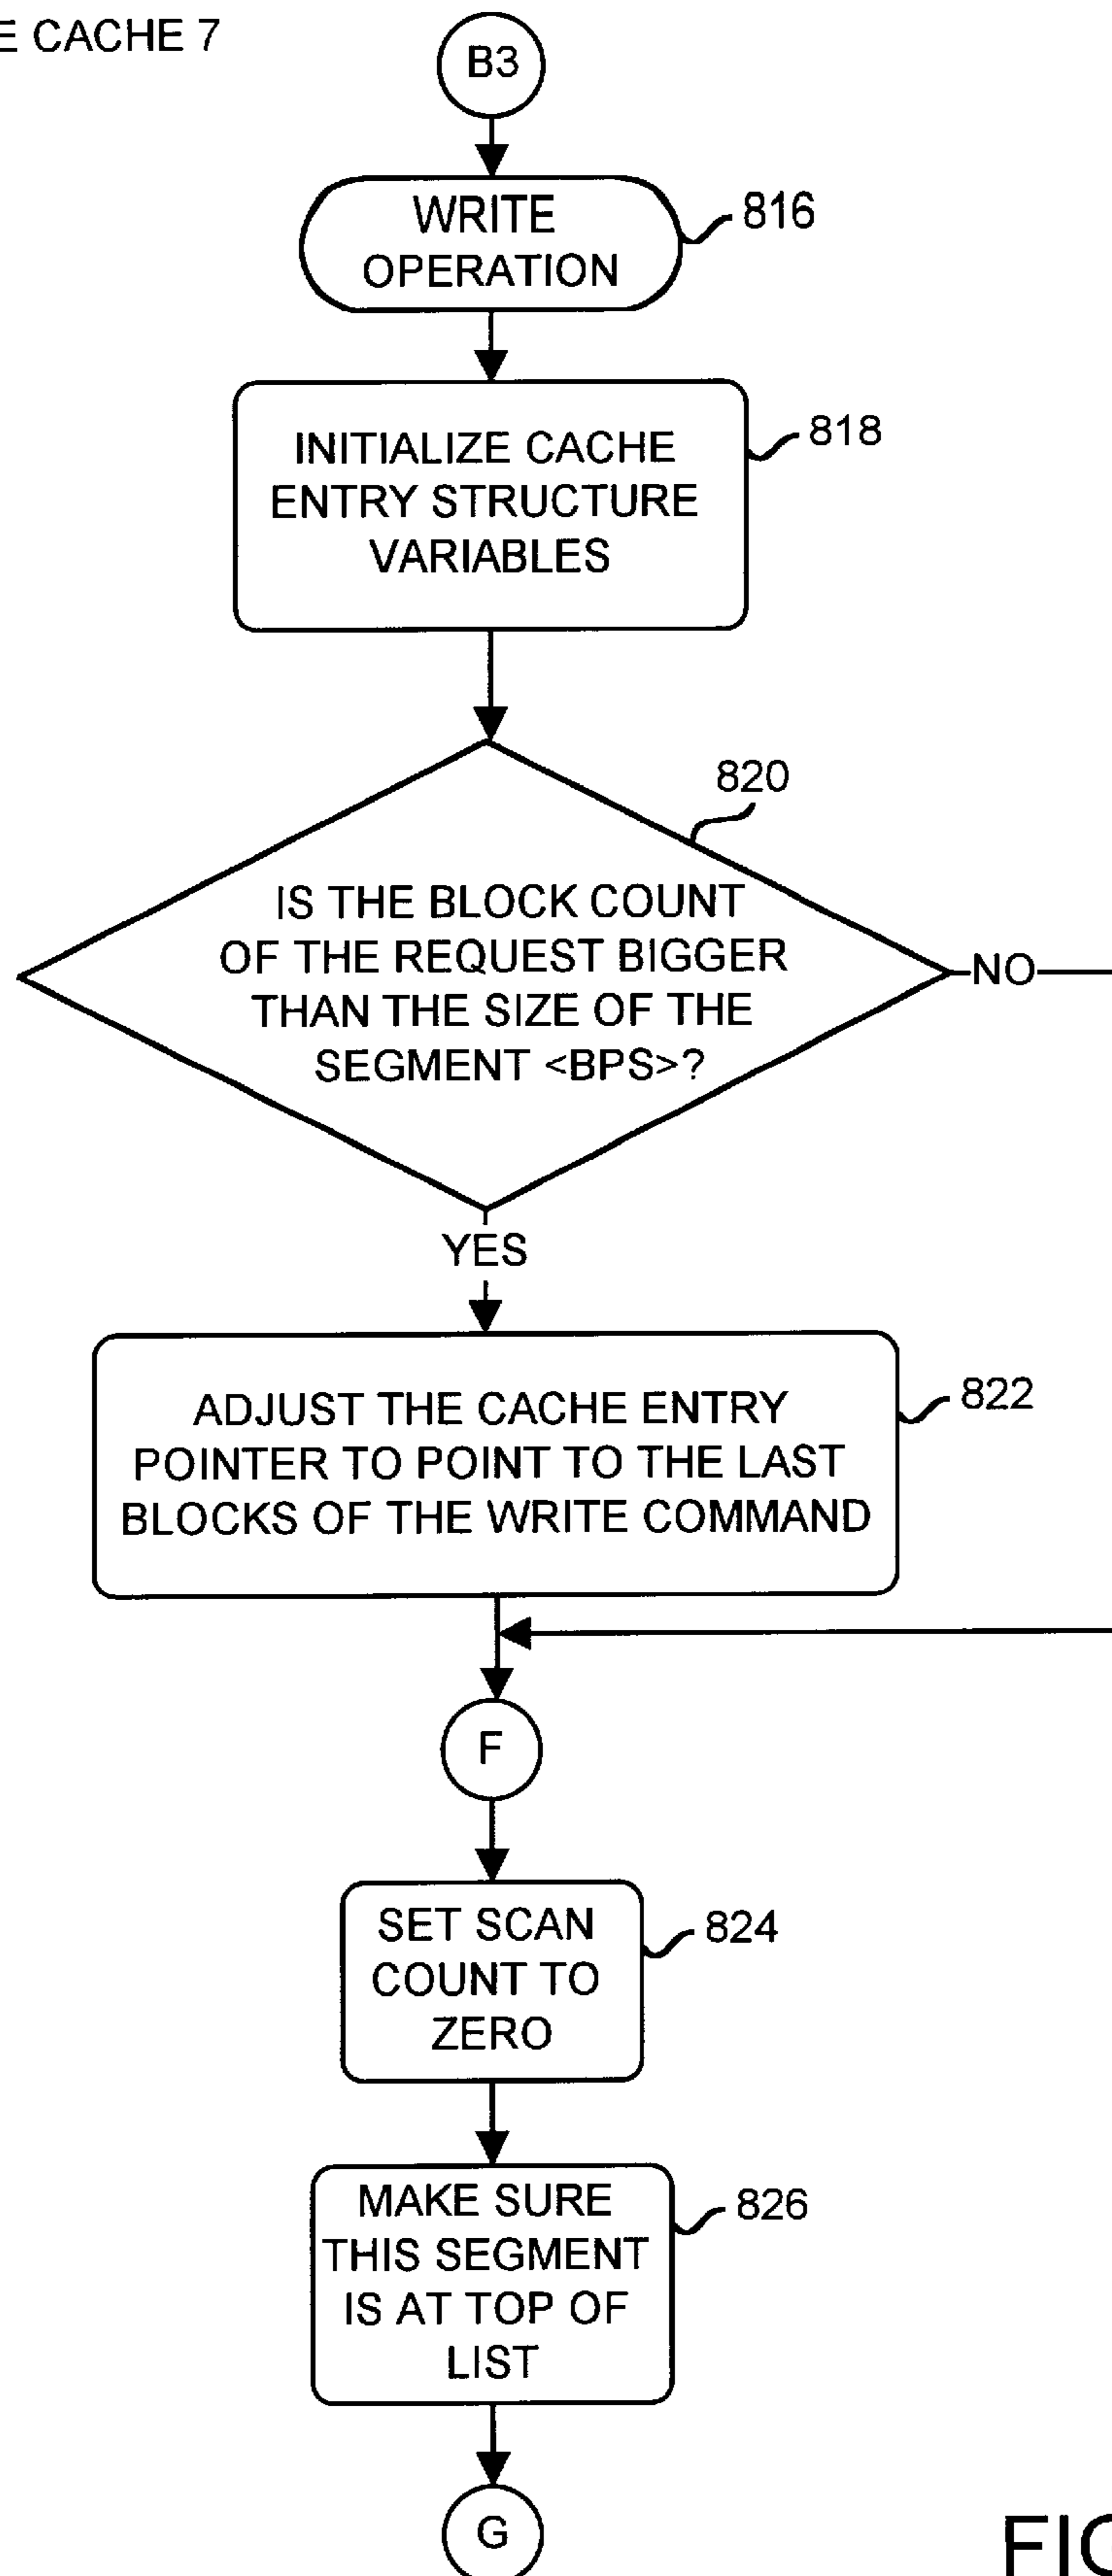 E CACHE 7
B3
WRITE
OPERATION
816
INITIALIZE CACHE
ENTRY STRUCTURE
VARIABLES
818
820
IS THE BLOCK COUNT
OF THE REQUEST BIGGER
THAN THE SIZE OF THE
SEGMENT <BPS>?
NO
YES
ADJUST THE CACHE ENTRY
POINTER TO POINT TO THE LAST
BLOCKS OF THE WRITE COMMAND
822
F
SET SCAN
COUNT TO
ZERO
824
MAKE SURE
THIS SEGMENT
IS AT TOP OF
LIST
826
G
FIG